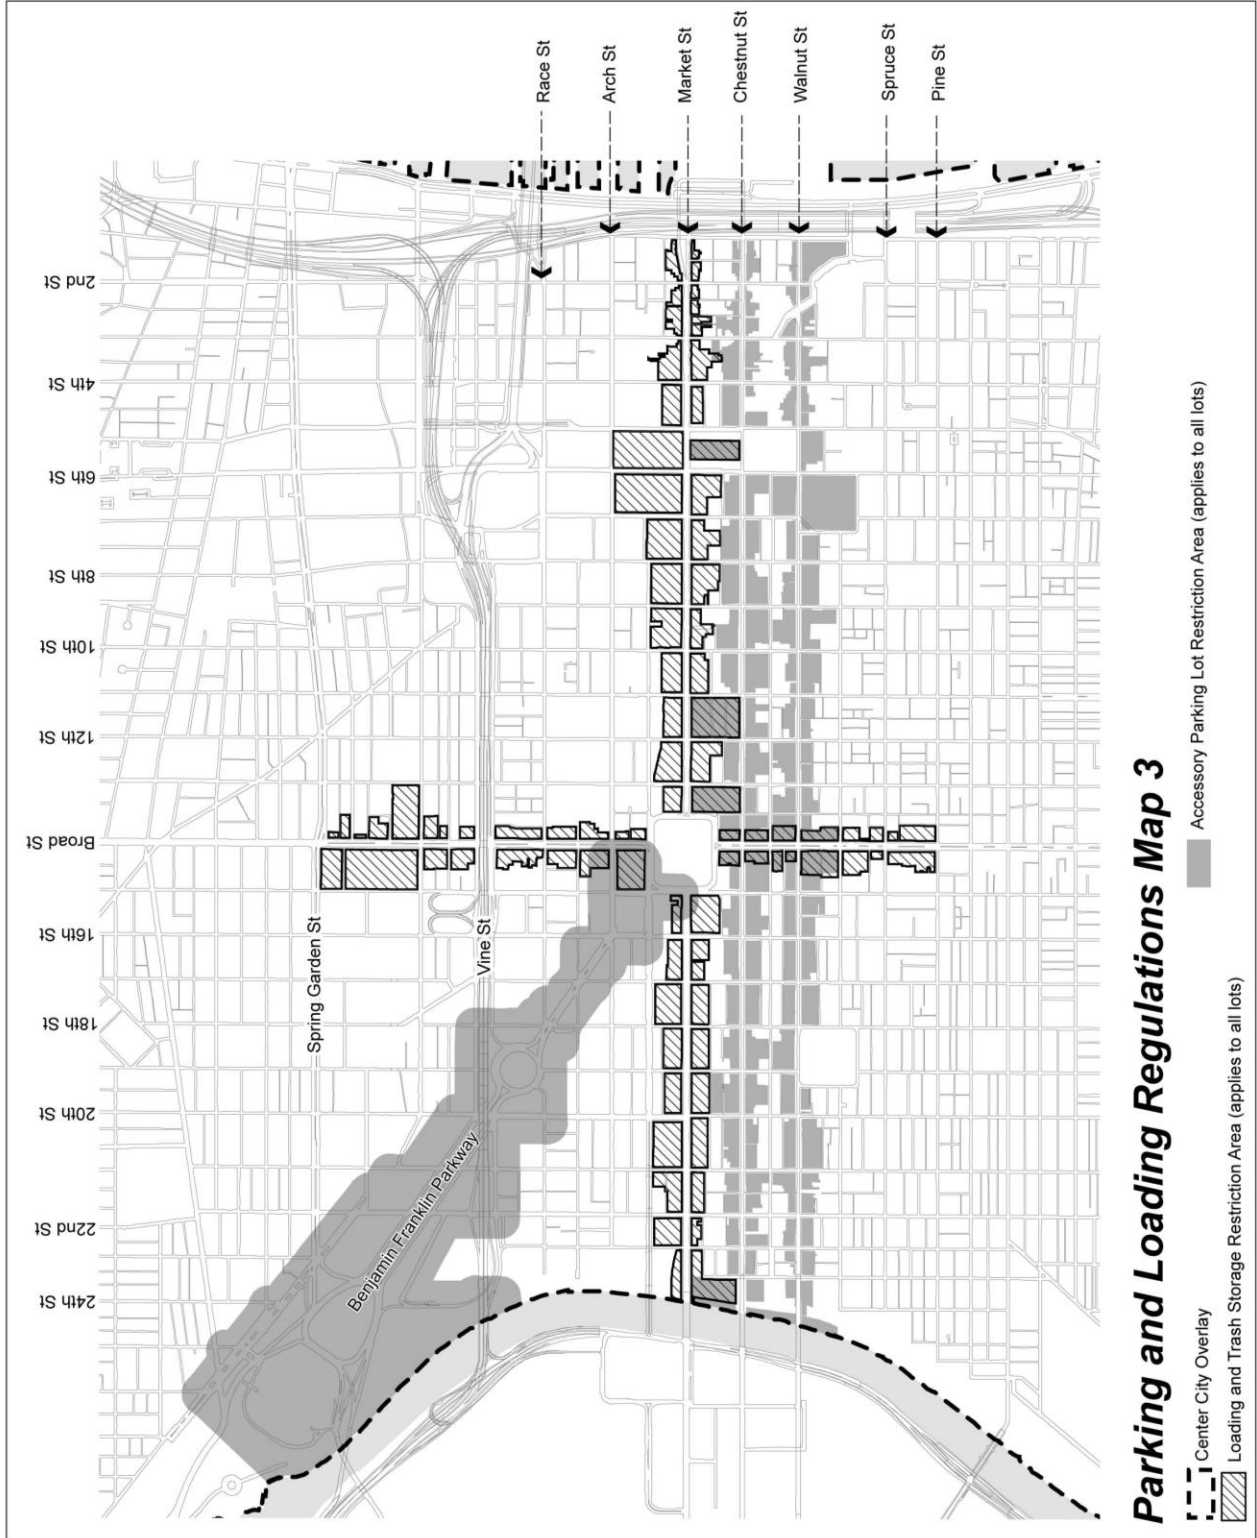 Race St
Arch St
Market St
Chestnut St
Walnut St
Spruce St
Pine St
2nd St
4th St
6th St
8th St
10th St
12th St
Broad St
16th St
18th St
20th St
22nd St
24th St
Spring Garden St
Vine St
Benjamin Franklin Parkway
Parking and Loading Regulations Map 3
Center City Overlay
Loading and Trash Storage Restriction Area (applies to all lots)
Accessory Parking Lot Restriction Area (applies to all lots)